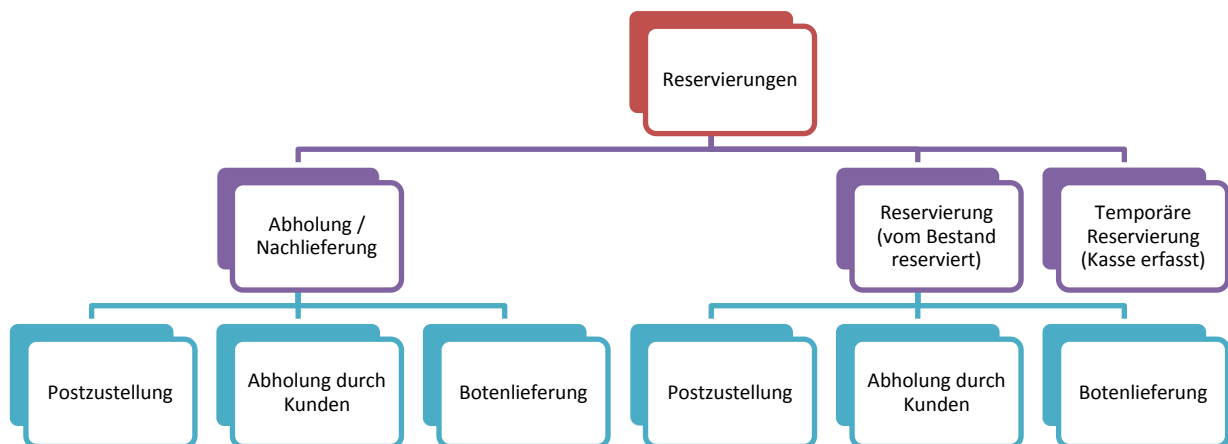 Reservierungen
Abholung /
Nachlieferung
Reservierung
(vom Bestand
reserviert)
Temporäre
Reservierung
(Kasse erfasst)
Postzustellung
Abholung durch
Kunden
Botenlieferung
Postzustellung
Abholung durch
Kunden
Botenlieferung